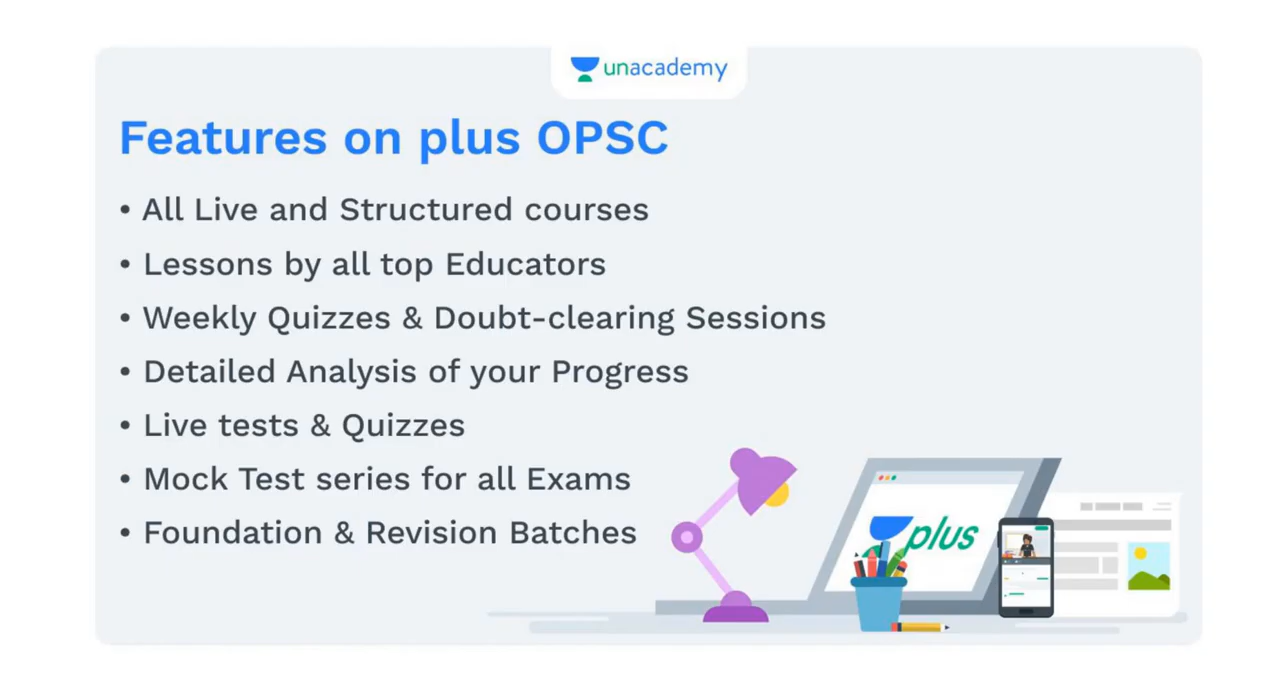 unacademy
Features on plus OPSC
• All Live and Structured courses
• Lessons by all top Educators
• Weekly Quizzes & Doubt-clearing Sessions
• Detailed Analysis of your Progress
• Live tests & Quizzes
• Mock Test series for all Exams
• Foundation & Revision Batches
plus